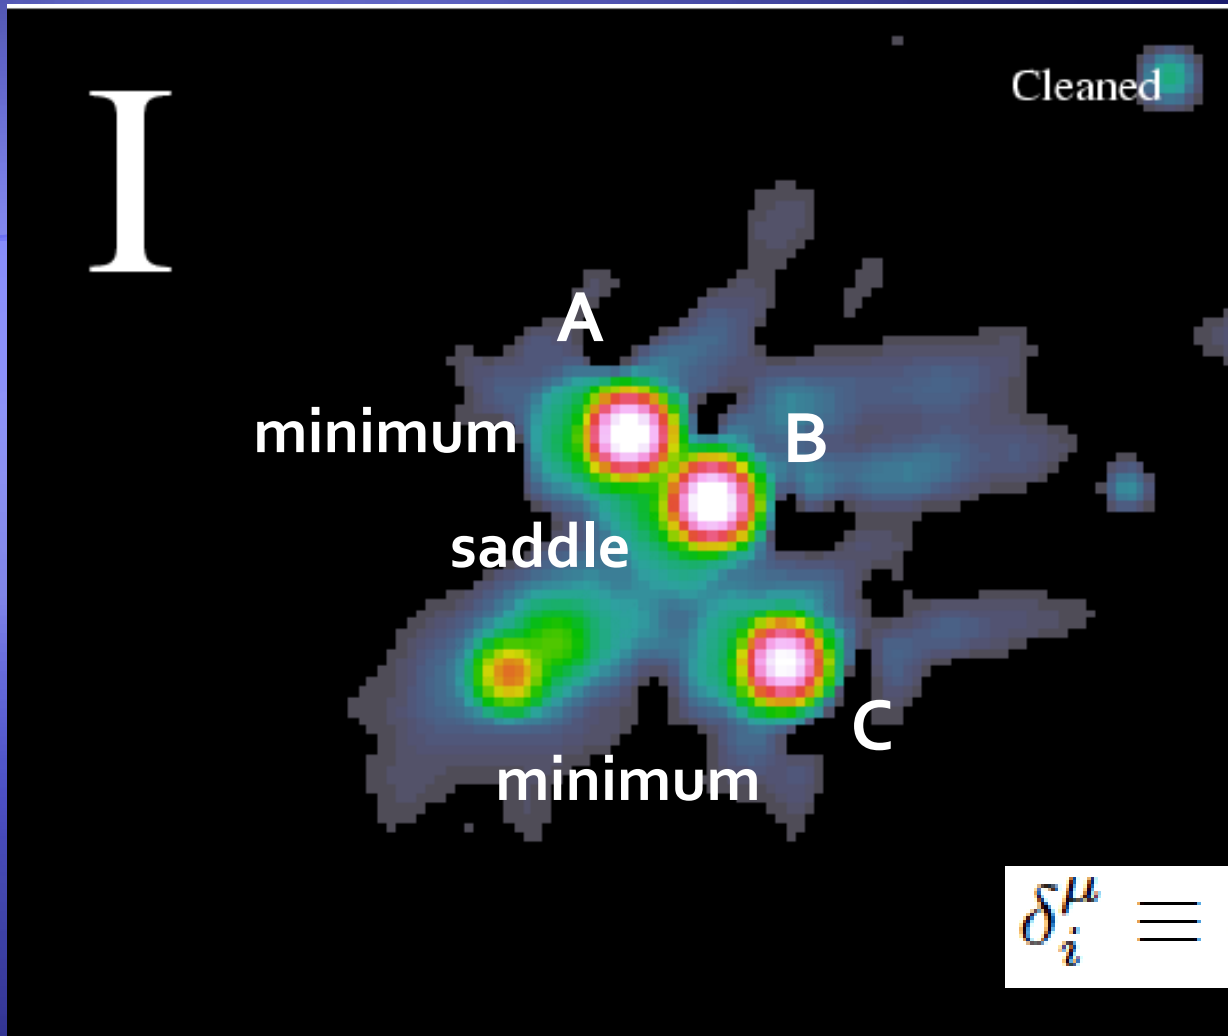 I
Cleaned
A
minimum
B
saddle
C
minimum
δ_i^μ ≡